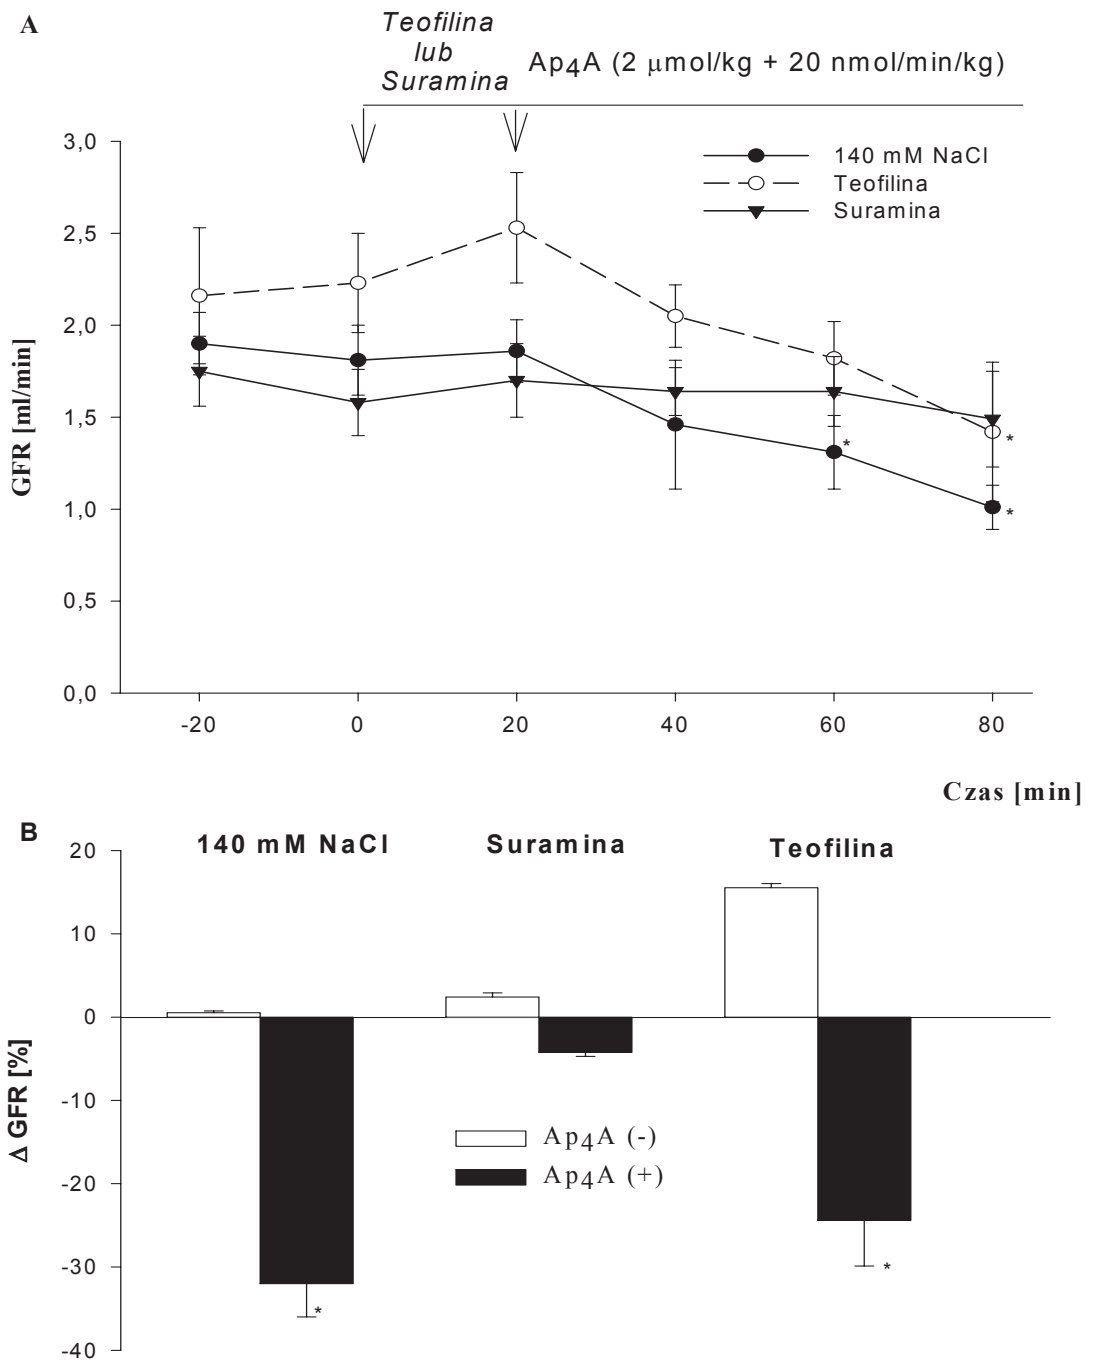 A
Teofilina
lub
Suramina
Ap4A (2 μmol/kg + 20 nmol/min/kg)
3,0
2,5
2,0
1,5
1,0
0,5
0,0
GFR [ml/min]
140 mM NaCl
Teofilina
Suramina
*
*
*
-20 0 20 40 60 80
Czas [min]
B
140 mM NaCl Suramina Teofilina
20
10
0
-10
-20
-30
-40
Δ GFR [%]
Ap4A (-)
Ap4A (+)
*
*